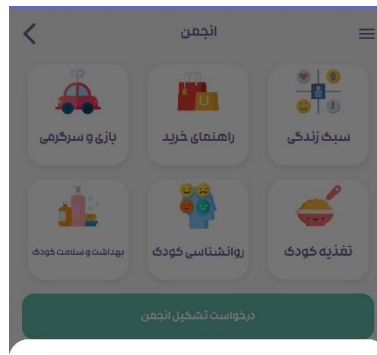 انجمن
سبک زندگی
راهنمای خرید
بازی و سرگرمی
تغذیه کودک
روانشناسی کودک
بهداشت و سلامت کودک
درخواست تشکیل انجمن